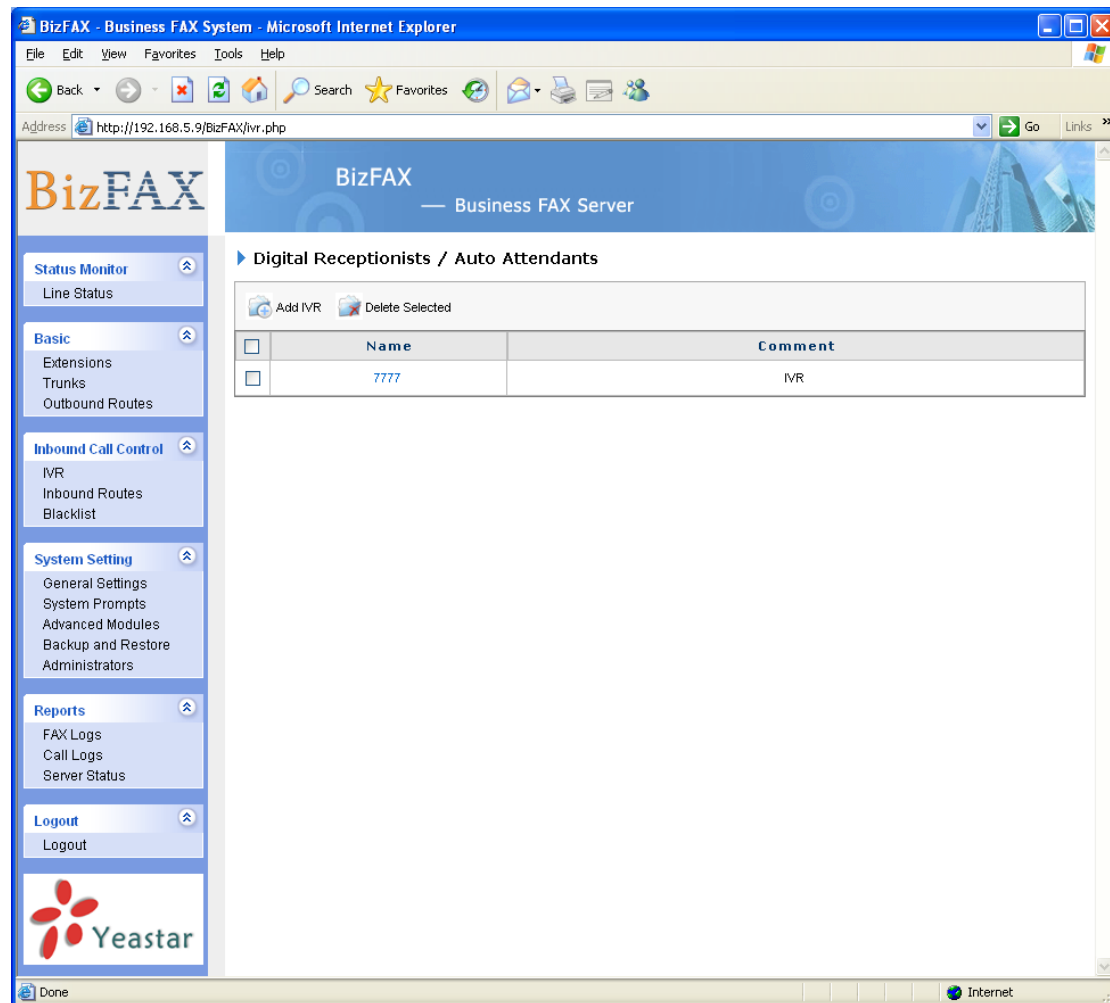 BizFAX - Business FAX System - Microsoft Internet Explorer
File Edit View Favorites Tools Help
Back Search Favorites
Address http://192.168.5.9/BizFAX/ivr.php Go Links »
BizFAX
BizFAX
— Business FAX Server
Status Monitor
Line Status
Basic
Extensions
Trunks
Outbound Routes
Inbound Call Control
IVR
Inbound Routes
Blacklist
System Setting
General Settings
System Prompts
Advanced Modules
Backup and Restore
Administrators
Reports
FAX Logs
Call Logs
Server Status
Logout
Logout
Yeastar
Digital Receptionists / Auto Attendants
Add IVR Delete Selected
Name Comment
7777 IVR
Done Internet